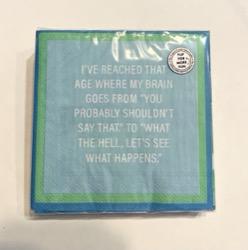 I'VE REACHED THAT
AGE WHERE MY BRAIN
GOES FROM "YOU
PROBABLY SHOULDN'T
SAY THAT." TO "WHAT
THE HELL, LET'S SEE
WHAT HAPPENS."